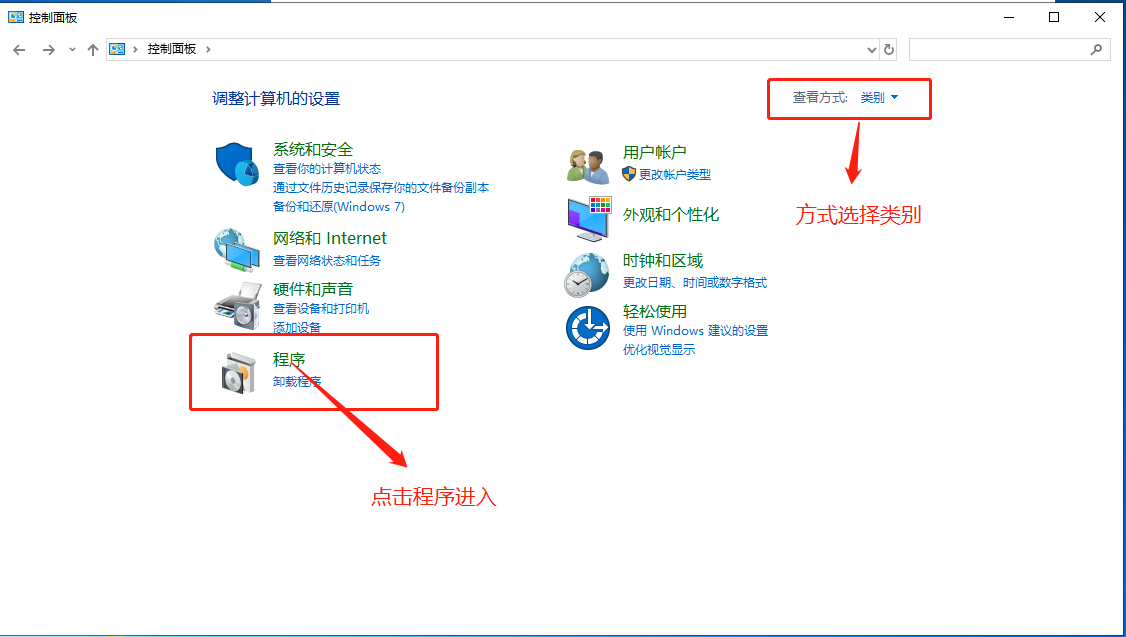 控制面板
控制面板
调整计算机的设置
查看方式: 类别
系统和安全
查看你的计算机状态
通过文件历史记录保存你的文件备份副本
备份和还原(Windows 7)
网络和 Internet
查看网络状态和任务
硬件和声音
查看设备和打印机
添加设备
程序
卸载程序
用户帐户
更改帐户类型
外观和个性化
时钟和区域
更改日期、时间或数字格式
轻松使用
使用 Windows 建议的设置
优化视觉显示
方式选择类别
点击程序进入